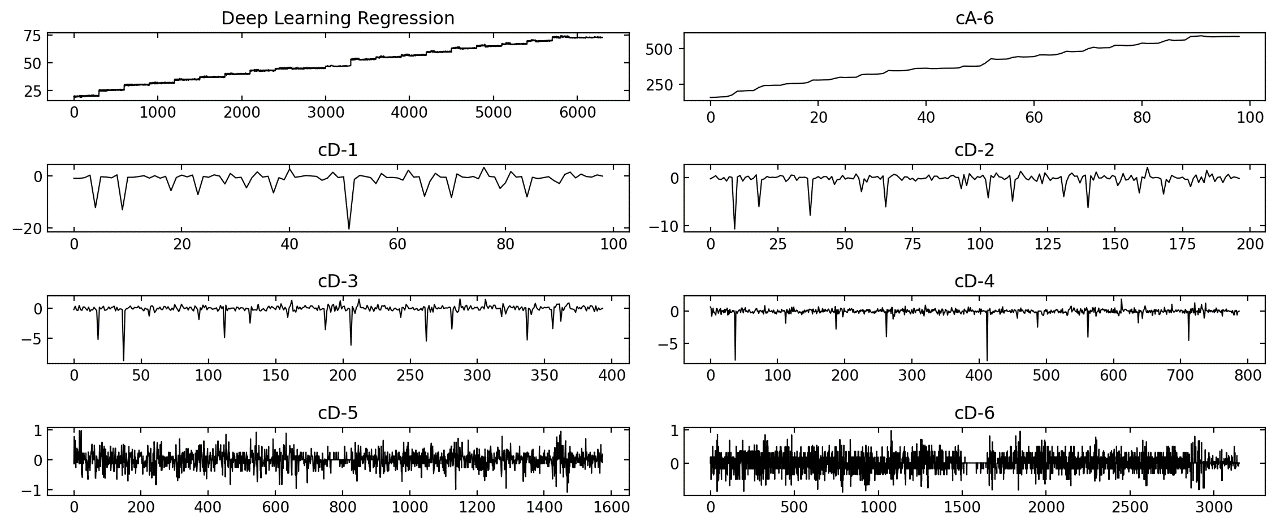 Deep Learning Regression
75
50
25
0 1000 2000 3000 4000 5000 6000
cA-6
500
250
0 20 40 60 80 100
cD-1
0
−20
0 20 40 60 80 100
cD-2
0
−10
0 25 50 75 100 125 150 175 200
cD-3
0
−5
0 50 100 150 200 250 300 350 400
cD-4
0
−5
0 100 200 300 400 500 600 700 800
cD-5
1
0
−1
0 200 400 600 800 1000 1200 1400 1600
cD-6
1
0
0 500 1000 1500 2000 2500 3000